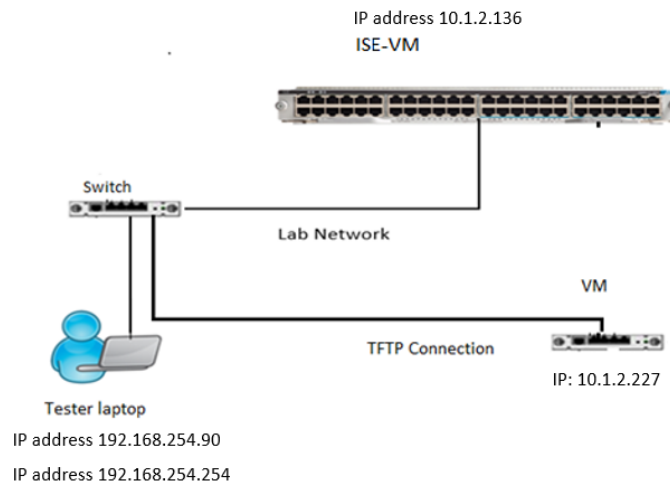 IP address 10.1.2.136
ISE-VM
Switch
Lab Network
VM
TFTP Connection
IP: 10.1.2.227
Tester laptop
IP address 192.168.254.90
IP address 192.168.254.254